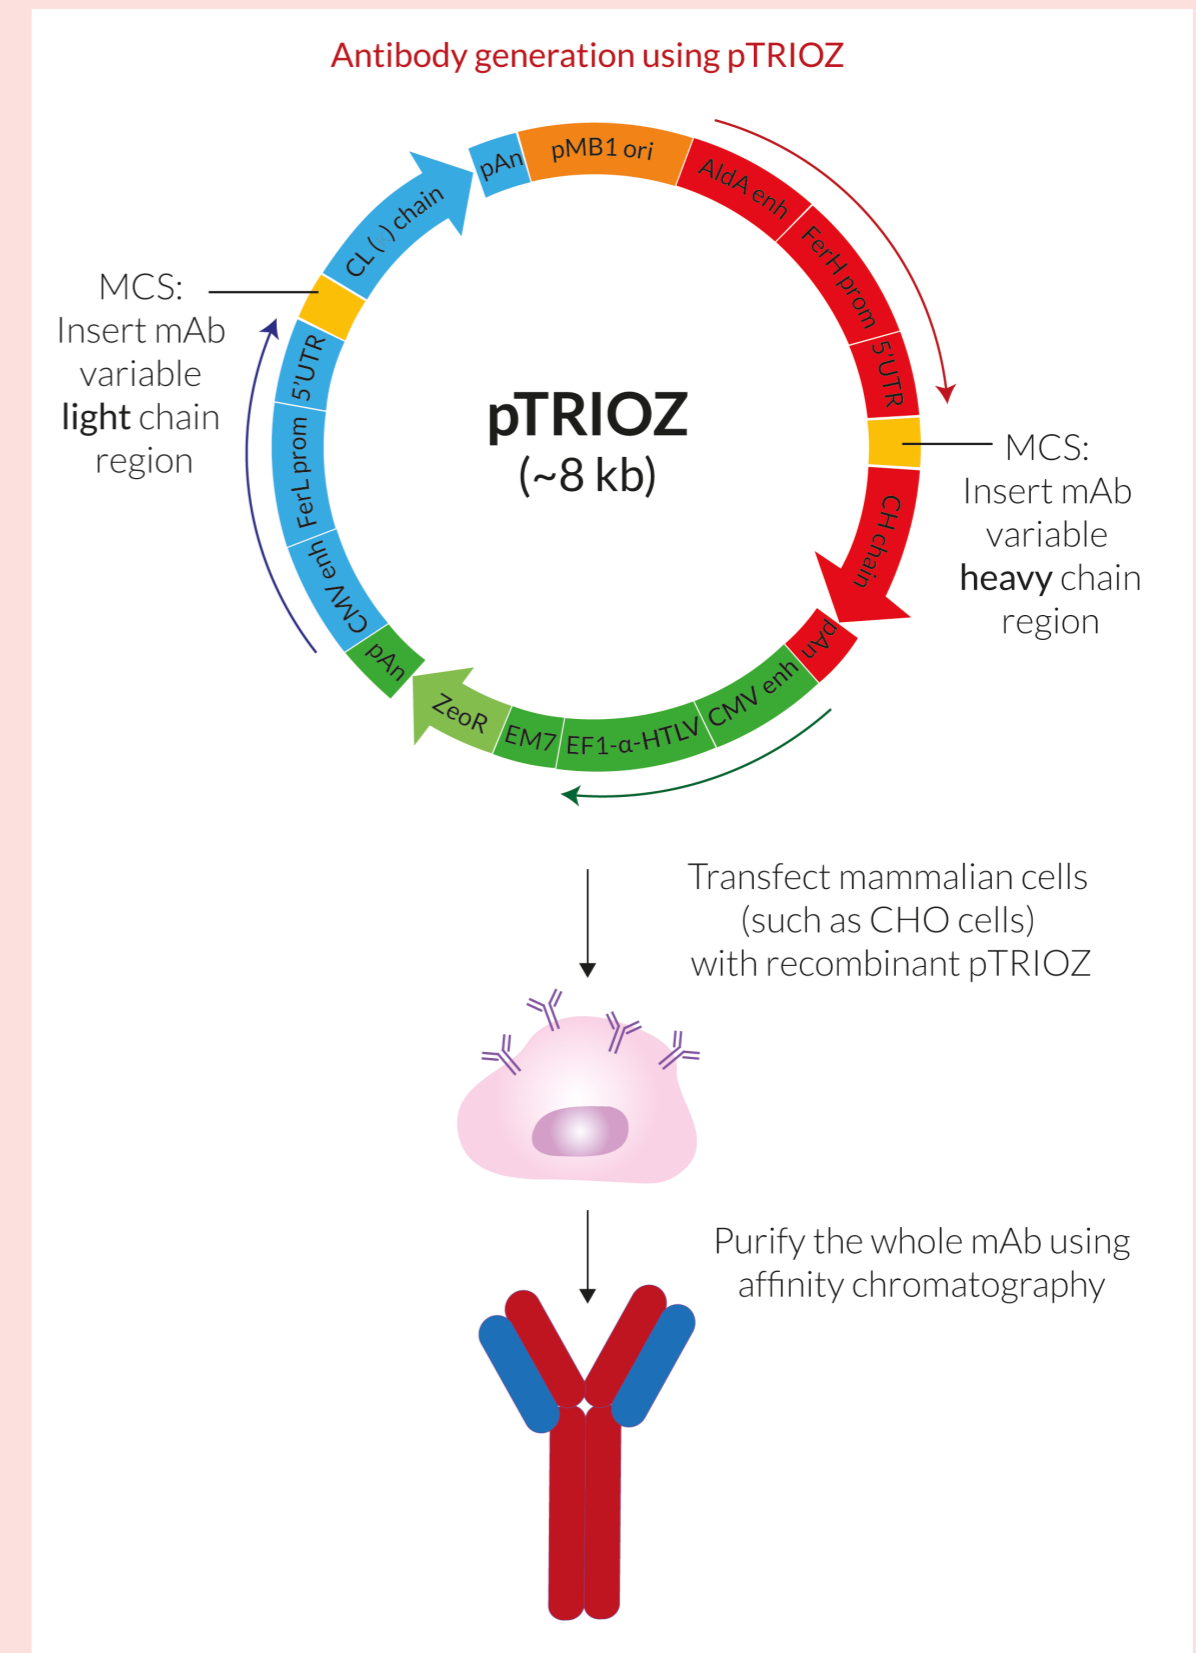 Antibody generation using pTRIOZ
pAn
pMB1 ori
AldA enh
FerH prom
5'UTR
MCS:
Insert mAb
variable
heavy chain
region
CH chain
pAn
CMV enh
EF1-α-HTLV
EM7
ZeoR
pAn
CMV enh
FerL prom
5'UTR
MCS:
Insert mAb
variable
light chain
region
CL (κ) chain
pTRIOZ
(~8 kb)
Transfect mammalian cells
(such as CHO cells)
with recombinant pTRIOZ
Purify the whole mAb using
affinity chromatography